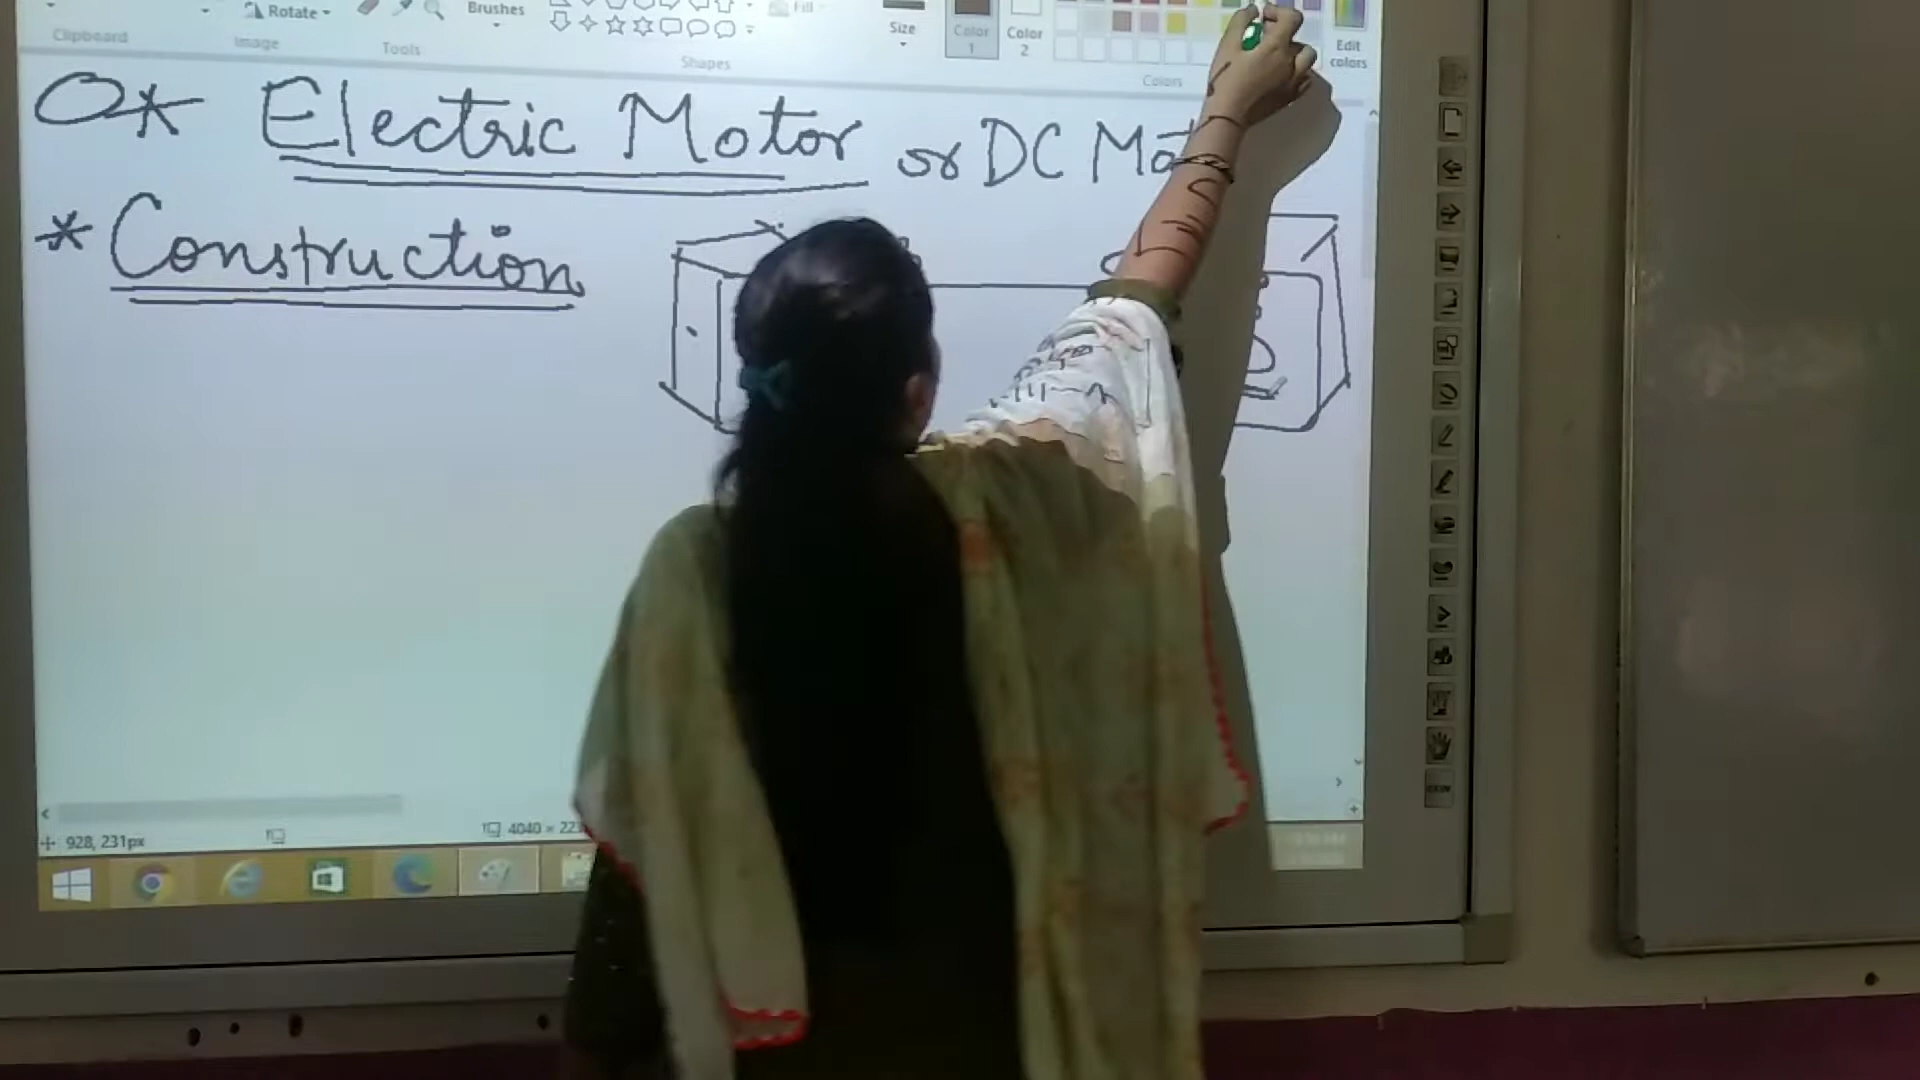 Rotate Brushes Fill Size Color 1 Color 2 Edit colors
Clipboard Image Tools Shapes Colors
* Electric Motor or DC
* Construction
928, 231px